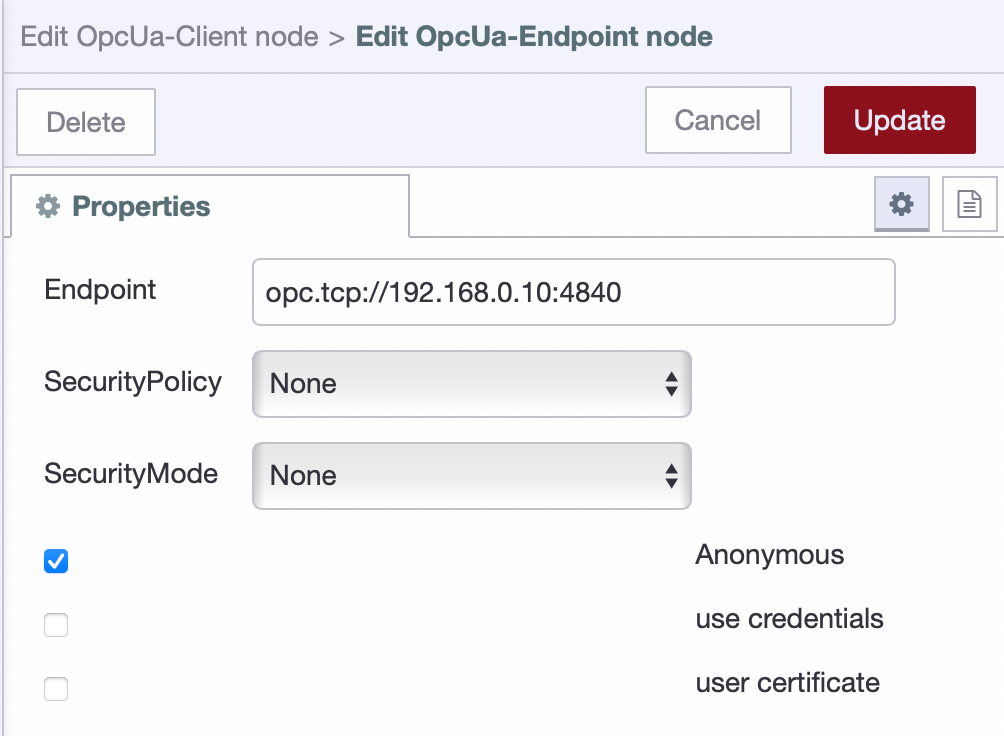 Edit OpcUa-Client node > Edit OpcUa-Endpoint node
Delete Cancel Update
Properties
Endpoint opc.tcp://192.168.0.10:4840
SecurityPolicy None
SecurityMode None
Anonymous
use credentials
user certificate